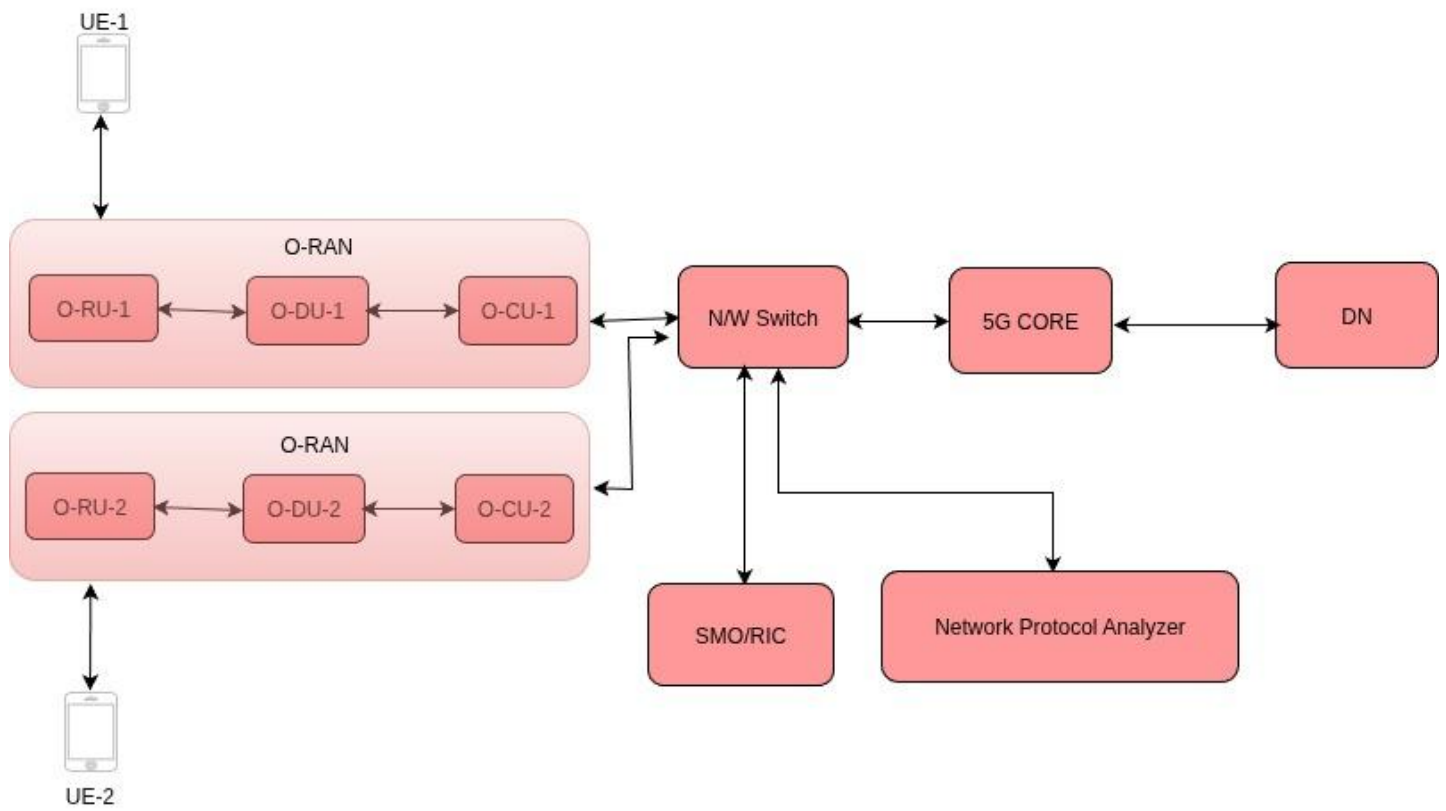 UE-1
O-RAN
O-RU-1
O-DU-1
O-CU-1
N/W Switch
5G CORE
DN
O-RAN
O-RU-2
O-DU-2
O-CU-2
SMO/RIC
Network Protocol Analyzer
UE-2